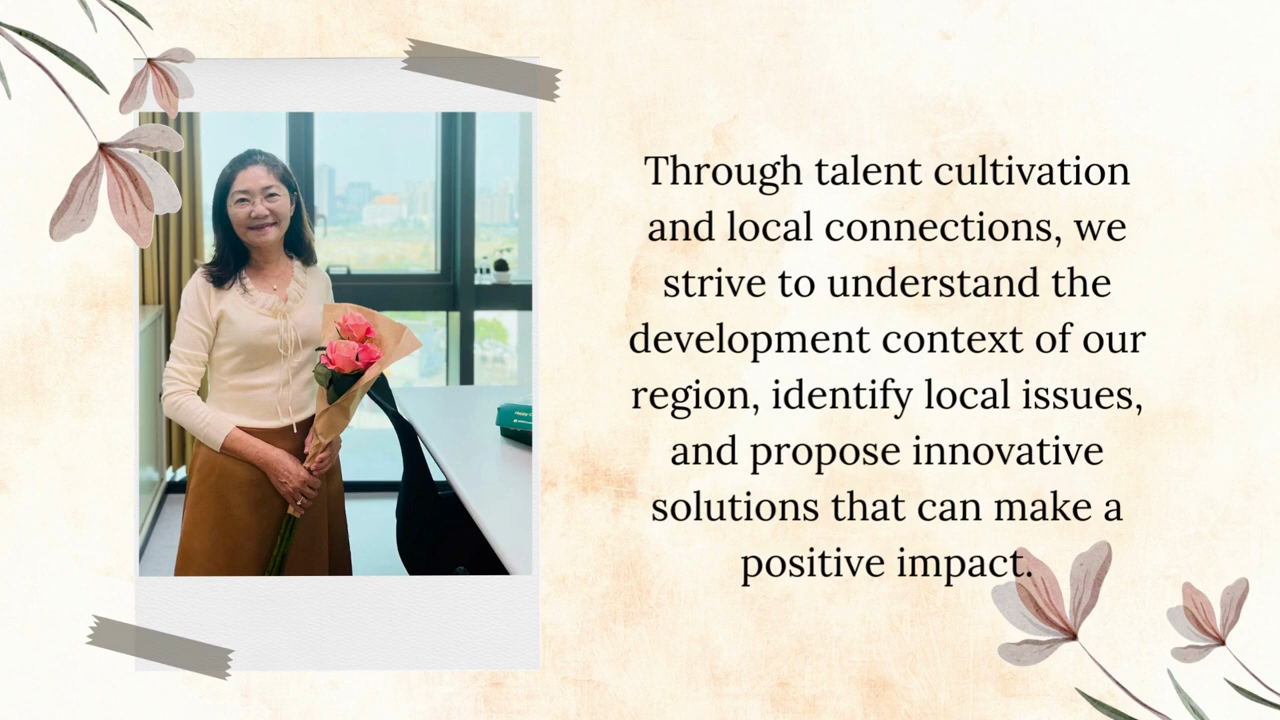 Through talent cultivation
and local connections, we
strive to understand the
development context of our
region, identify local issues,
and propose innovative
solutions that can make a
positive impact.